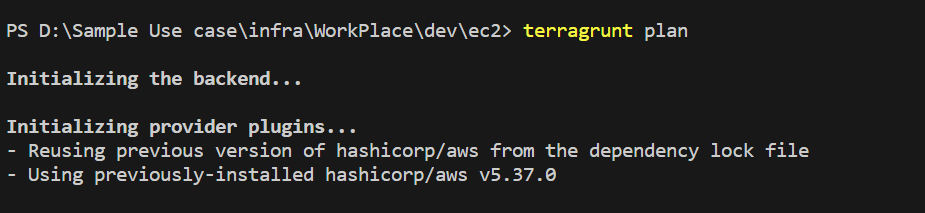 PS D:\Sample Use case\infra\WorkPlace\dev\ec2> terragrunt plan
Initializing the backend...
Initializing provider plugins...
- Reusing previous version of hashicorp/aws from the dependency lock file
- Using previously-installed hashicorp/aws v5.37.0